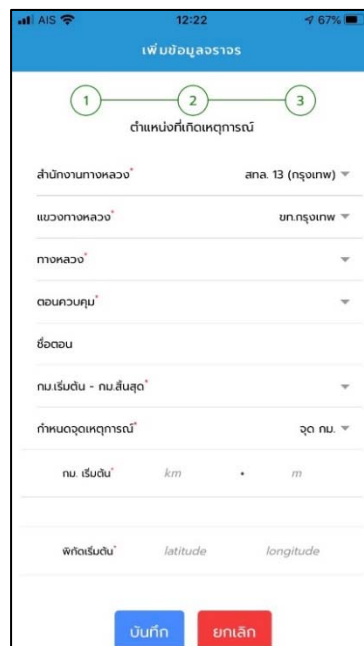 AIS 12:22 67%
เพิ่มข้อมูลจราจร
1 2 3
ตำแหน่งที่เกิดเหตุการณ์
สำนักงานทางหลวง* สทล. 13 (กรุงเทพ)
แขวงทางหลวง* ขท.กรุงเทพ
ทางหลวง*
ตอนควบคุม*
ชื่อตอน
กม.เริ่มต้น - กม.สิ้นสุด*
กำหนดจุดเหตุการณ์* จุด กม.
กม. เริ่มต้น* km • m
พิกัดเริ่มต้น* latitude longitude
บันทึก ยกเลิก